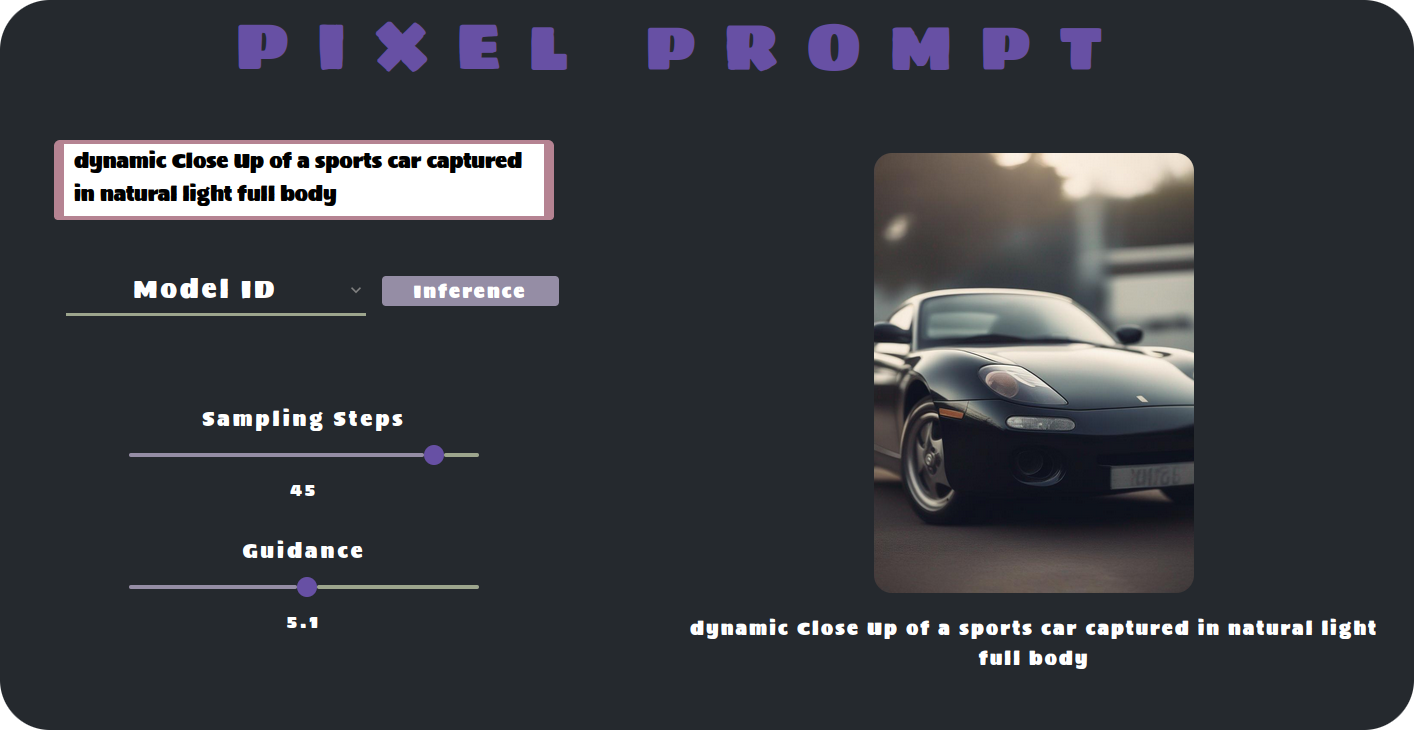 PIXEL PROMPT
dynamic Close Up of a sports car captured
in natural light full body
Model ID
Inference
Sampling Steps
45
Guidance
5.1
dynamic Close Up of a sports car captured in natural light
full body